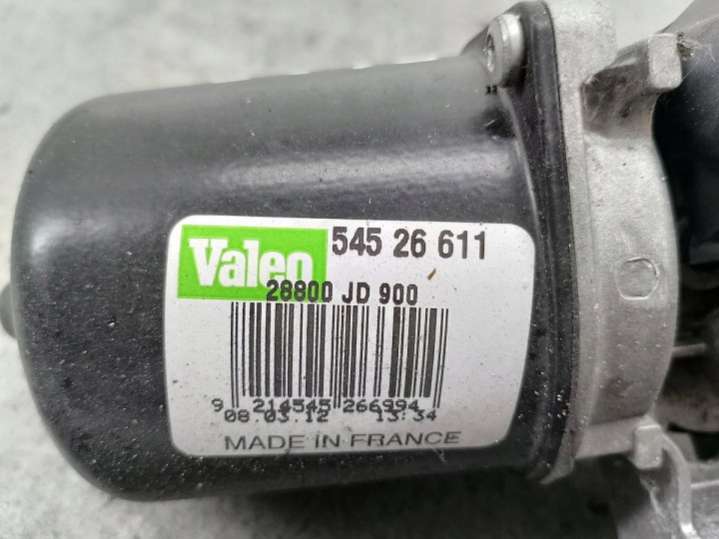 Valeo 545 26 611
28800 JD 900
9 214545 266994
08.03.12 13:34
MADE IN FRANCE